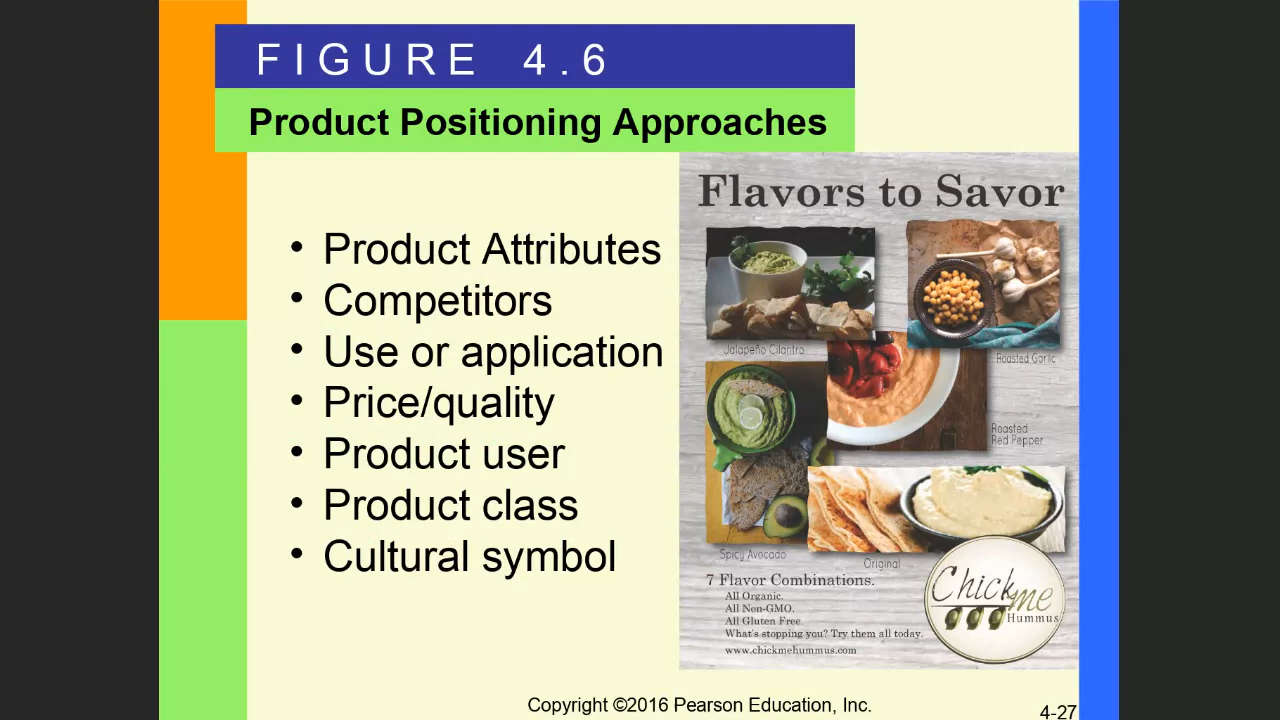 FIGURE 4.6
Product Positioning Approaches
• Product Attributes
• Competitors
• Use or application
• Price/quality
• Product user
• Product class
• Cultural symbol
Flavors to Savor
Jalapeño Cilantro
Roasted Garlic
Roasted
Red Pepper
Spicy Avocado
Original
7 Flavor Combinations.
All Organic.
All Non-GMO.
All Gluten Free.
What's stopping you? Try them all today.
www.chickmehummus.com
Chick me
Hummus
Copyright ©2016 Pearson Education, Inc.
4-27